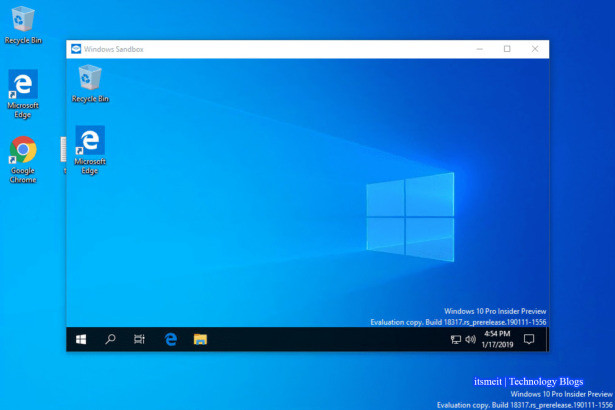 Recycle Bin
Windows Sandbox
Recycle Bin
Microsoft
Edge
Microsoft
Edge
Google
Chrome
Windows 10 Pro Insider Preview
Evaluation copy. Build 18317.rs_prerelease.190111-1556
4:54 PM
1/17/2019
itsmeit | Technology Blogs
Windows 10 Pro Insider Preview
Evaluation copy. Build 18317.rs_prerelease.190111-1556